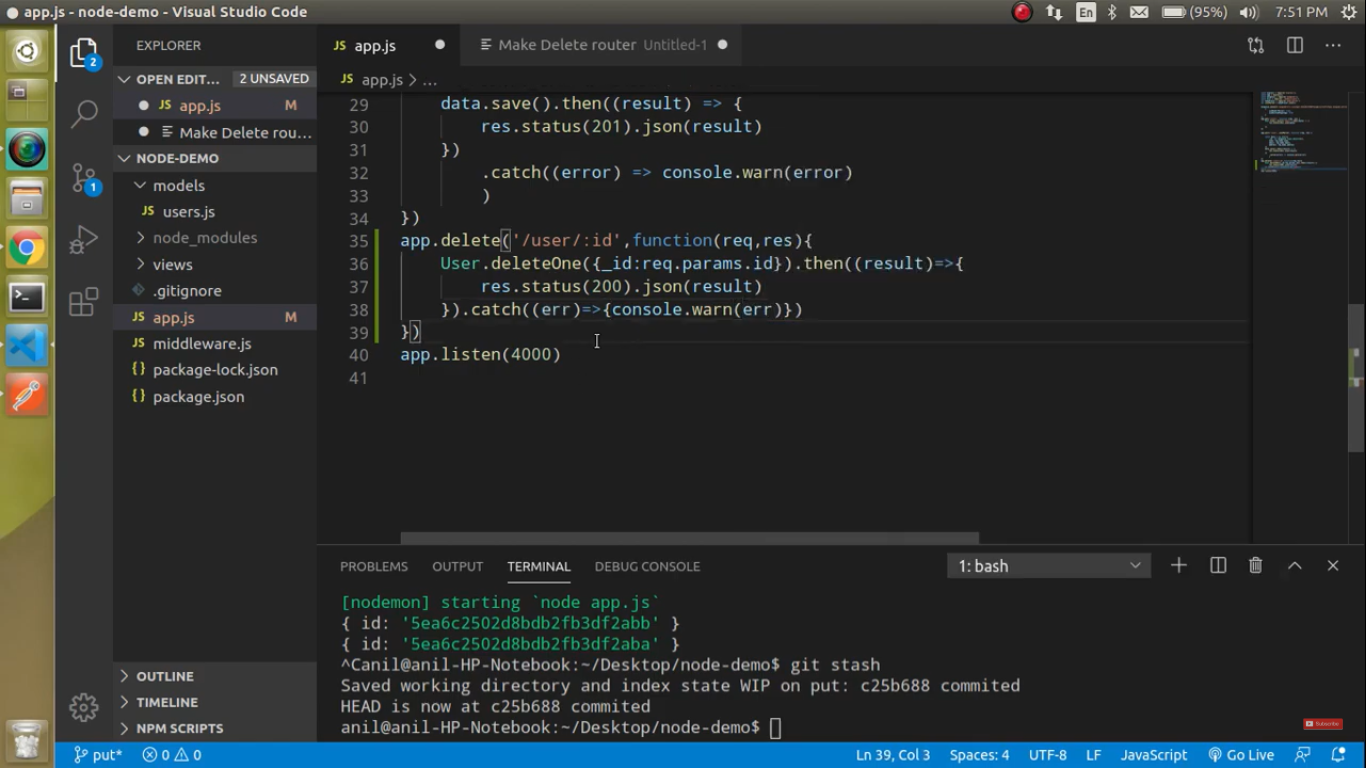 app.js - node-demo - Visual Studio Code
En
(95%)
7:51 PM
EXPLORER
OPEN EDIT...
2 UNSAVED
JS app.js M
Make Delete rou...
NODE-DEMO
models
JS users.js
node_modules
views
.gitignore
JS app.js M
JS middleware.js
{} package-lock.json
{} package.json
OUTLINE
TIMELINE
NPM SCRIPTS
2
1
JS app.js
Make Delete router Untitled-1
JS app.js > ...
29 data.save().then((result) => {
30 res.status(201).json(result)
31 })
32 .catch((error) => console.warn(error)
33 )
34 })
35 app.delete('/user/:id',function(req,res){
36 User.deleteOne({_id:req.params.id}).then((result)=>{
37 res.status(200).json(result)
38 }).catch((err)=>{console.warn(err)})
39 })
40 app.listen(4000)
41
PROBLEMS OUTPUT TERMINAL DEBUG CONSOLE
1: bash
[nodemon] starting `node app.js`
{ id: '5ea6c2502d8bdb2fb3df2abb' }
{ id: '5ea6c2502d8bdb2fb3df2aba' }
^Canil@anil-HP-Notebook:~/Desktop/node-demo$ git stash
Saved working directory and index state WIP on put: c25b688 commited
HEAD is now at c25b688 commited
anil@anil-HP-Notebook:~/Desktop/node-demo$
Subscribe
put* 0 0
Ln 39, Col 3 Spaces: 4 UTF-8 LF JavaScript Go Live